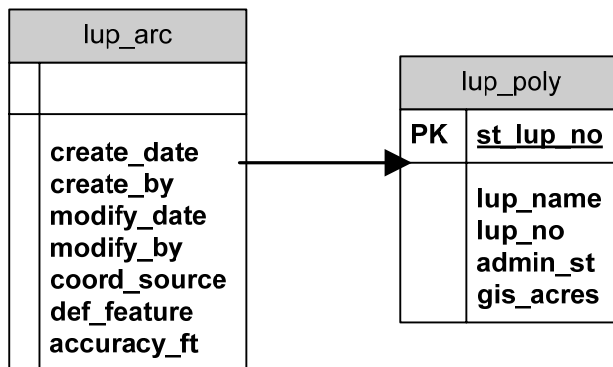 lup_arc
create_date
create_by
modify_date
modify_by
coord_source
def_feature
accuracy_ft
lup_poly
PK st_lup_no
lup_name
lup_no
admin_st
gis_acres